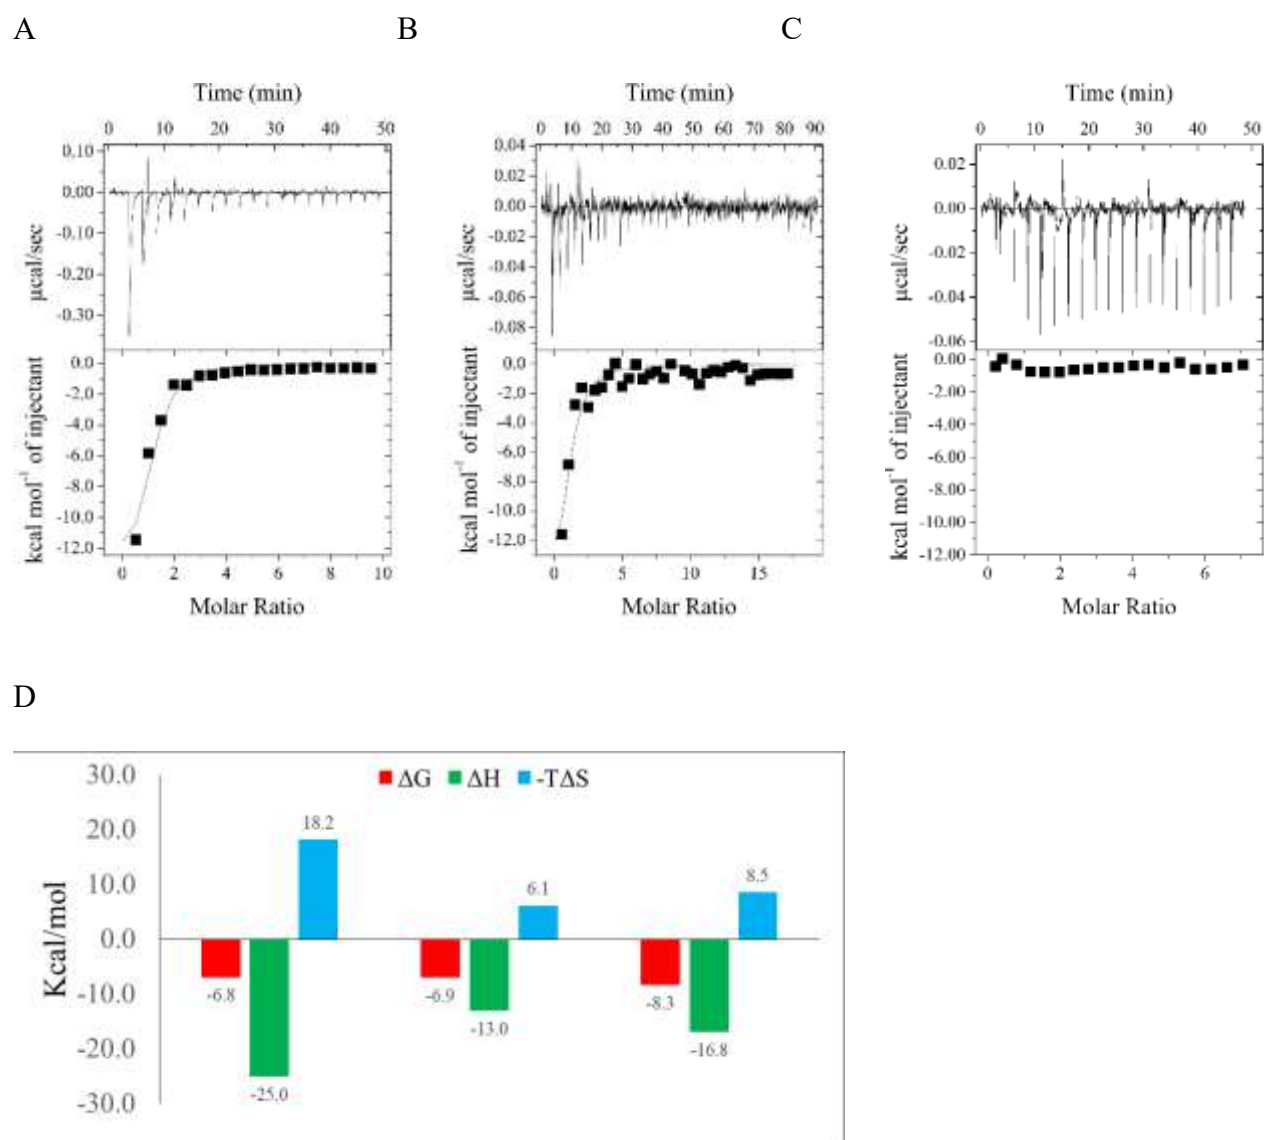 A B C
Time (min)
0 10 20 30 40 50
0.10
0.00
-0.10
-0.20
-0.30
µcal/sec
0.0
-2.0
-4.0
-6.0
-8.0
-10.0
-12.0
kcal mol⁻¹ of injectant
0 2 4 6 8 10
Molar Ratio
Time (min)
0 10 20 30 40 50 60 70 80 90
0.04
0.02
0.00
-0.02
-0.04
-0.06
-0.08
µcal/sec
0.0
-2.0
-4.0
-6.0
-8.0
-10.0
-12.0
kcal mol⁻¹ of injectant
0 5 10 15
Molar Ratio
Time (min)
0 10 20 30 40 50
0.02
0.00
-0.02
-0.04
-0.06
µcal/sec
0.00
-2.00
-4.00
-6.00
-8.00
-10.00
-12.00
kcal mol⁻¹ of injectant
0 2 4 6
Molar Ratio
D
ΔG ΔH -TΔS
30.0
20.0
10.0
0.0
-10.0
-20.0
-30.0
Kcal/mol
18.2
-6.8
-25.0
6.1
-6.9
-13.0
8.5
-8.3
-16.8